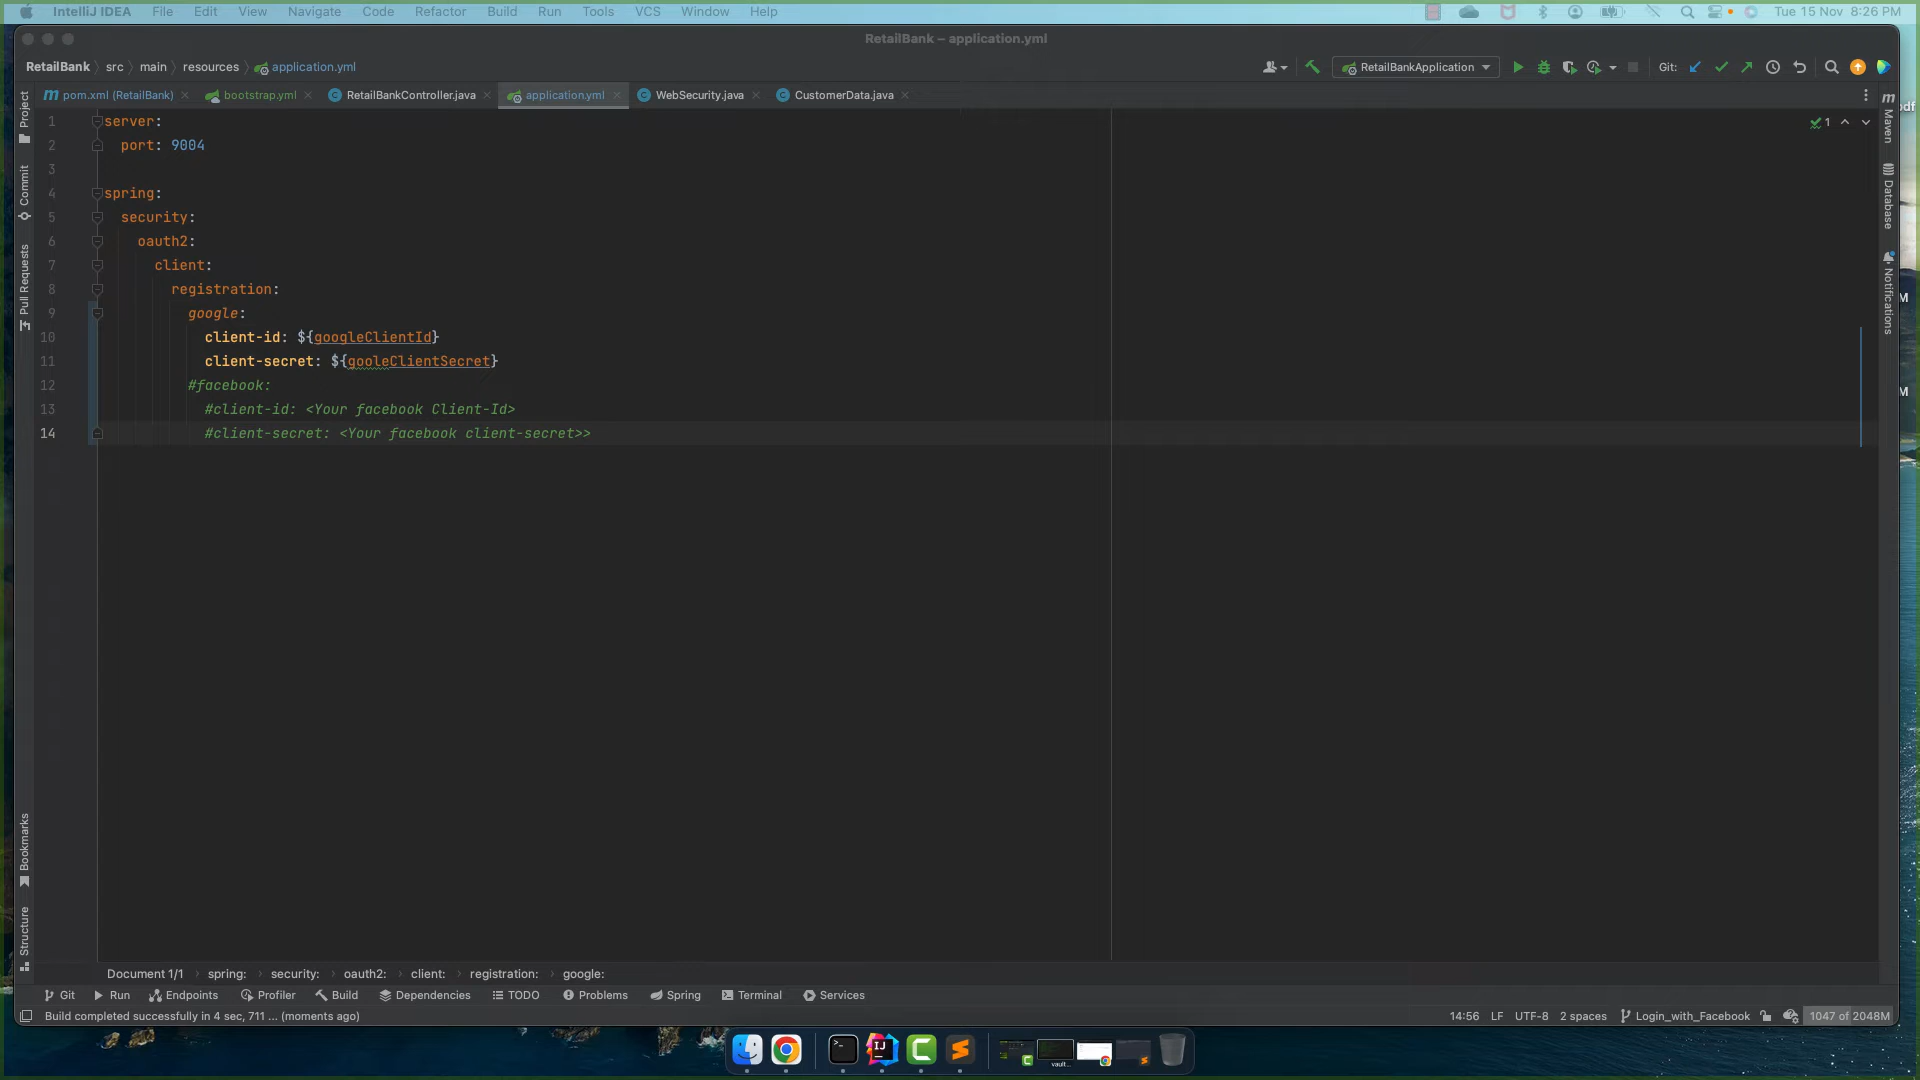 IntelliJ IDEA File Edit View Navigate Code Refactor Build Run Tools VCS Window Help Tue 15 Nov 8:26 PM
RetailBank – application.yml
RetailBank src main resources application.yml RetailBankApplication Git:
pom.xml (RetailBank) bootstrap.yml RetailBankController.java application.yml WebSecurity.java CustomerData.java
Project
Commit
Pull Requests
Bookmarks
Structure
1 server:
2 port: 9004
3
4 spring:
5 security:
6 oauth2:
7 client:
8 registration:
9 google:
10 client-id: ${googleClientId}
11 client-secret: ${gooleClientSecret}
12 #facebook:
13 #client-id: <Your facebook Client-Id>
14 #client-secret: <Your facebook client-secret>>
1
m
Maven
Database
Notifications
df
M
M
Document 1/1 spring: security: oauth2: client: registration: google:
Git Run Endpoints Profiler Build Dependencies TODO Problems Spring Terminal Services
Build completed successfully in 4 sec, 711 ... (moments ago) 14:56 LF UTF-8 2 spaces Login_with_Facebook 1047 of 2048M
IJ
vault...